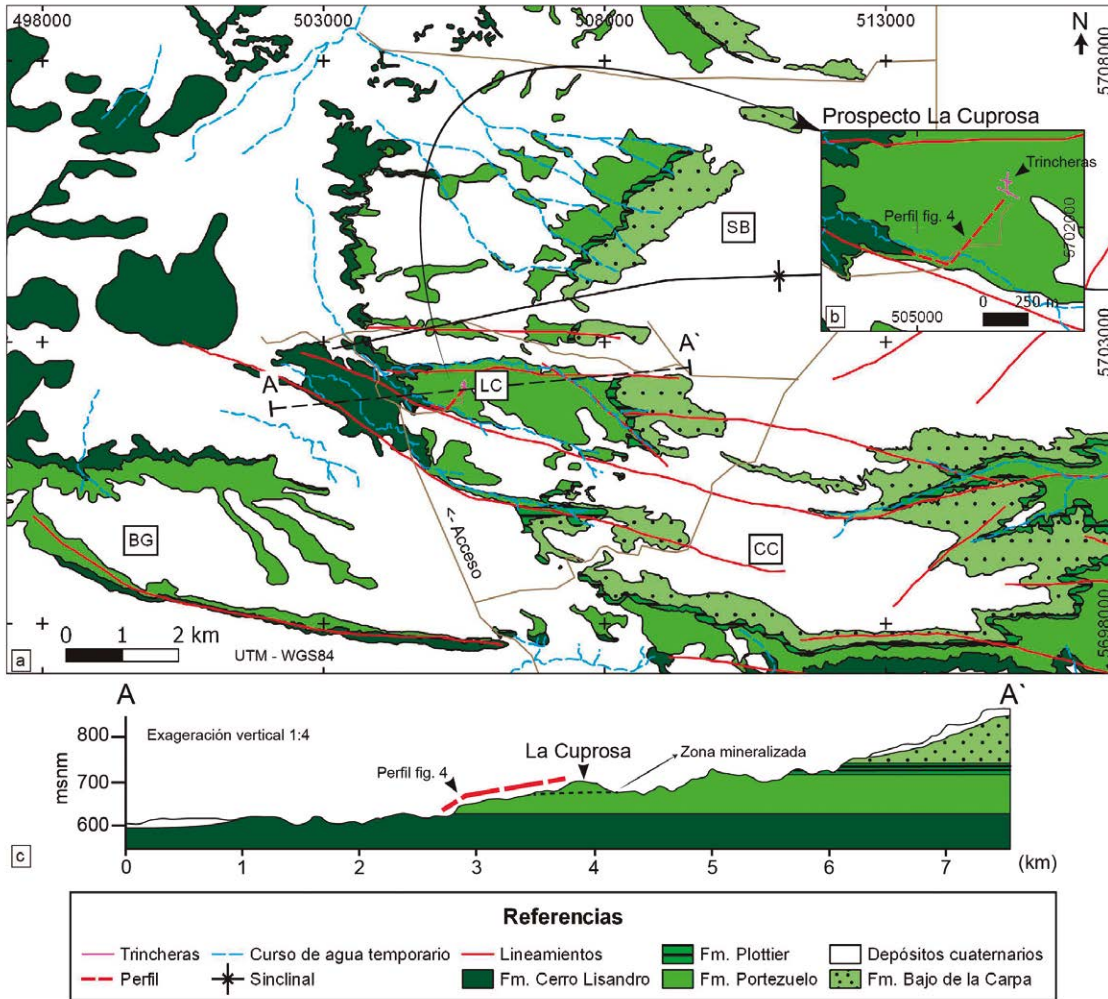 498000
503000
508000
513000
N
5708000
Prospecto La Cuprosa
Trincheras
Perfil fig. 4
5702000
0 250 m
b
505000
SB
5703000
A
A`
LC
BG
<- Acceso
CC
0 1 2 km
UTM - WGS84
5698000
a
A
A`
Exageración vertical 1:4
La Cuprosa
Zona mineralizada
Perfil fig. 4
msnm
800
700
600
c
0 1 2 3 4 5 6 7 (km)
Referencias
Trincheras Curso de agua temporario Lineamientos Fm. Plottier Depósitos cuaternarios
Perfil Sinclinal Fm. Cerro Lisandro Fm. Portezuelo Fm. Bajo de la Carpa